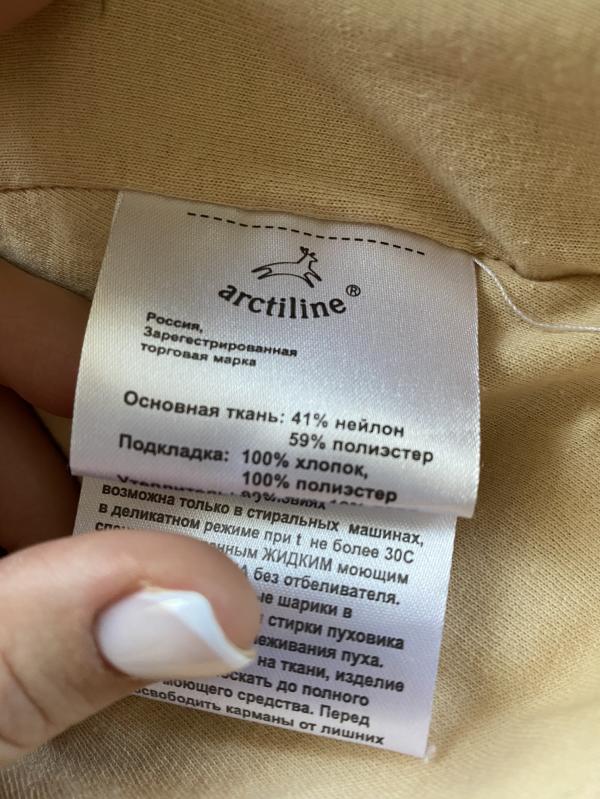 arctiline®
Россия,
Зарегестрированная
торговая марка
Основная ткань: 41% нейлон
59% полиэстер
Подкладка: 100% хлопок,
100% полиэстер
возможна только в стиральных машинах,
в деликатном режиме при t не более 30С
ЖИДКИМ моющим
без отбеливателя.
шарики в
стирки пуховика
пуха.
на ткани, изделие
до полного
моющего средства. Перед
карманы от лишних